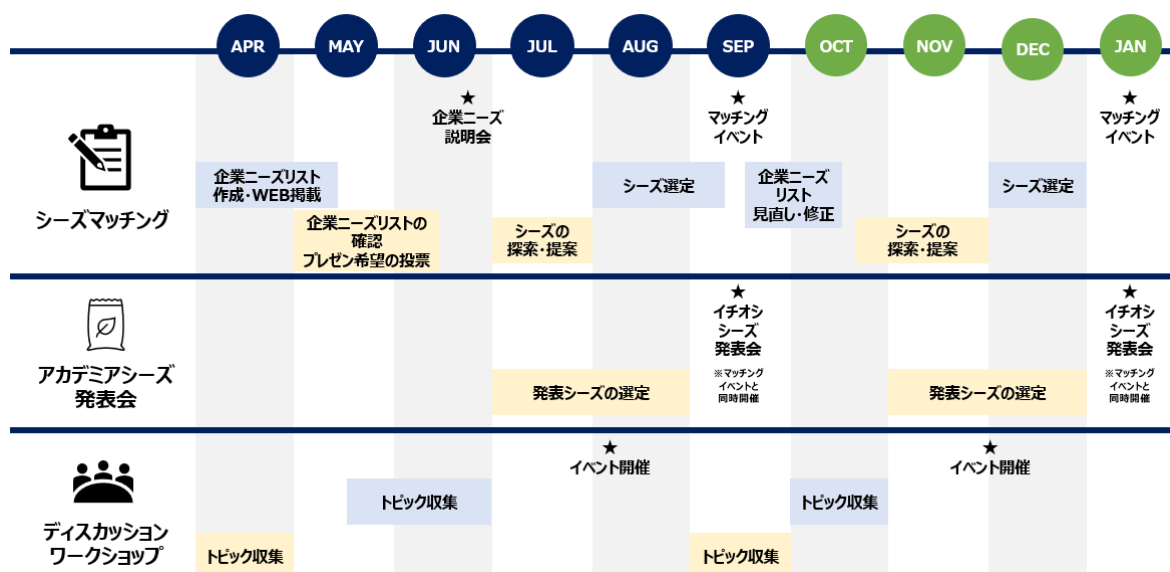 APR
MAY
JUN
JUL
AUG
SEP
OCT
NOV
DEC
JAN
シーズマッチング
★
企業ニーズ
説明会
★
マッチング
イベント
★
マッチング
イベント
企業ニーズリスト
作成・WEB掲載
シーズ選定
企業ニーズ
リスト
見直し・修正
シーズ選定
企業ニーズリストの
確認
プレゼン希望の投票
シーズの
探索・提案
シーズの
探索・提案
アカデミアシーズ
発表会
★
イチオシ
シーズ
発表会
※マッチング
イベントと
同時開催
★
イチオシ
シーズ
発表会
※マッチング
イベントと
同時開催
発表シーズの選定
発表シーズの選定
ディスカッション
ワークショップ
★
イベント開催
★
イベント開催
トピック収集
トピック収集
トピック収集
トピック収集